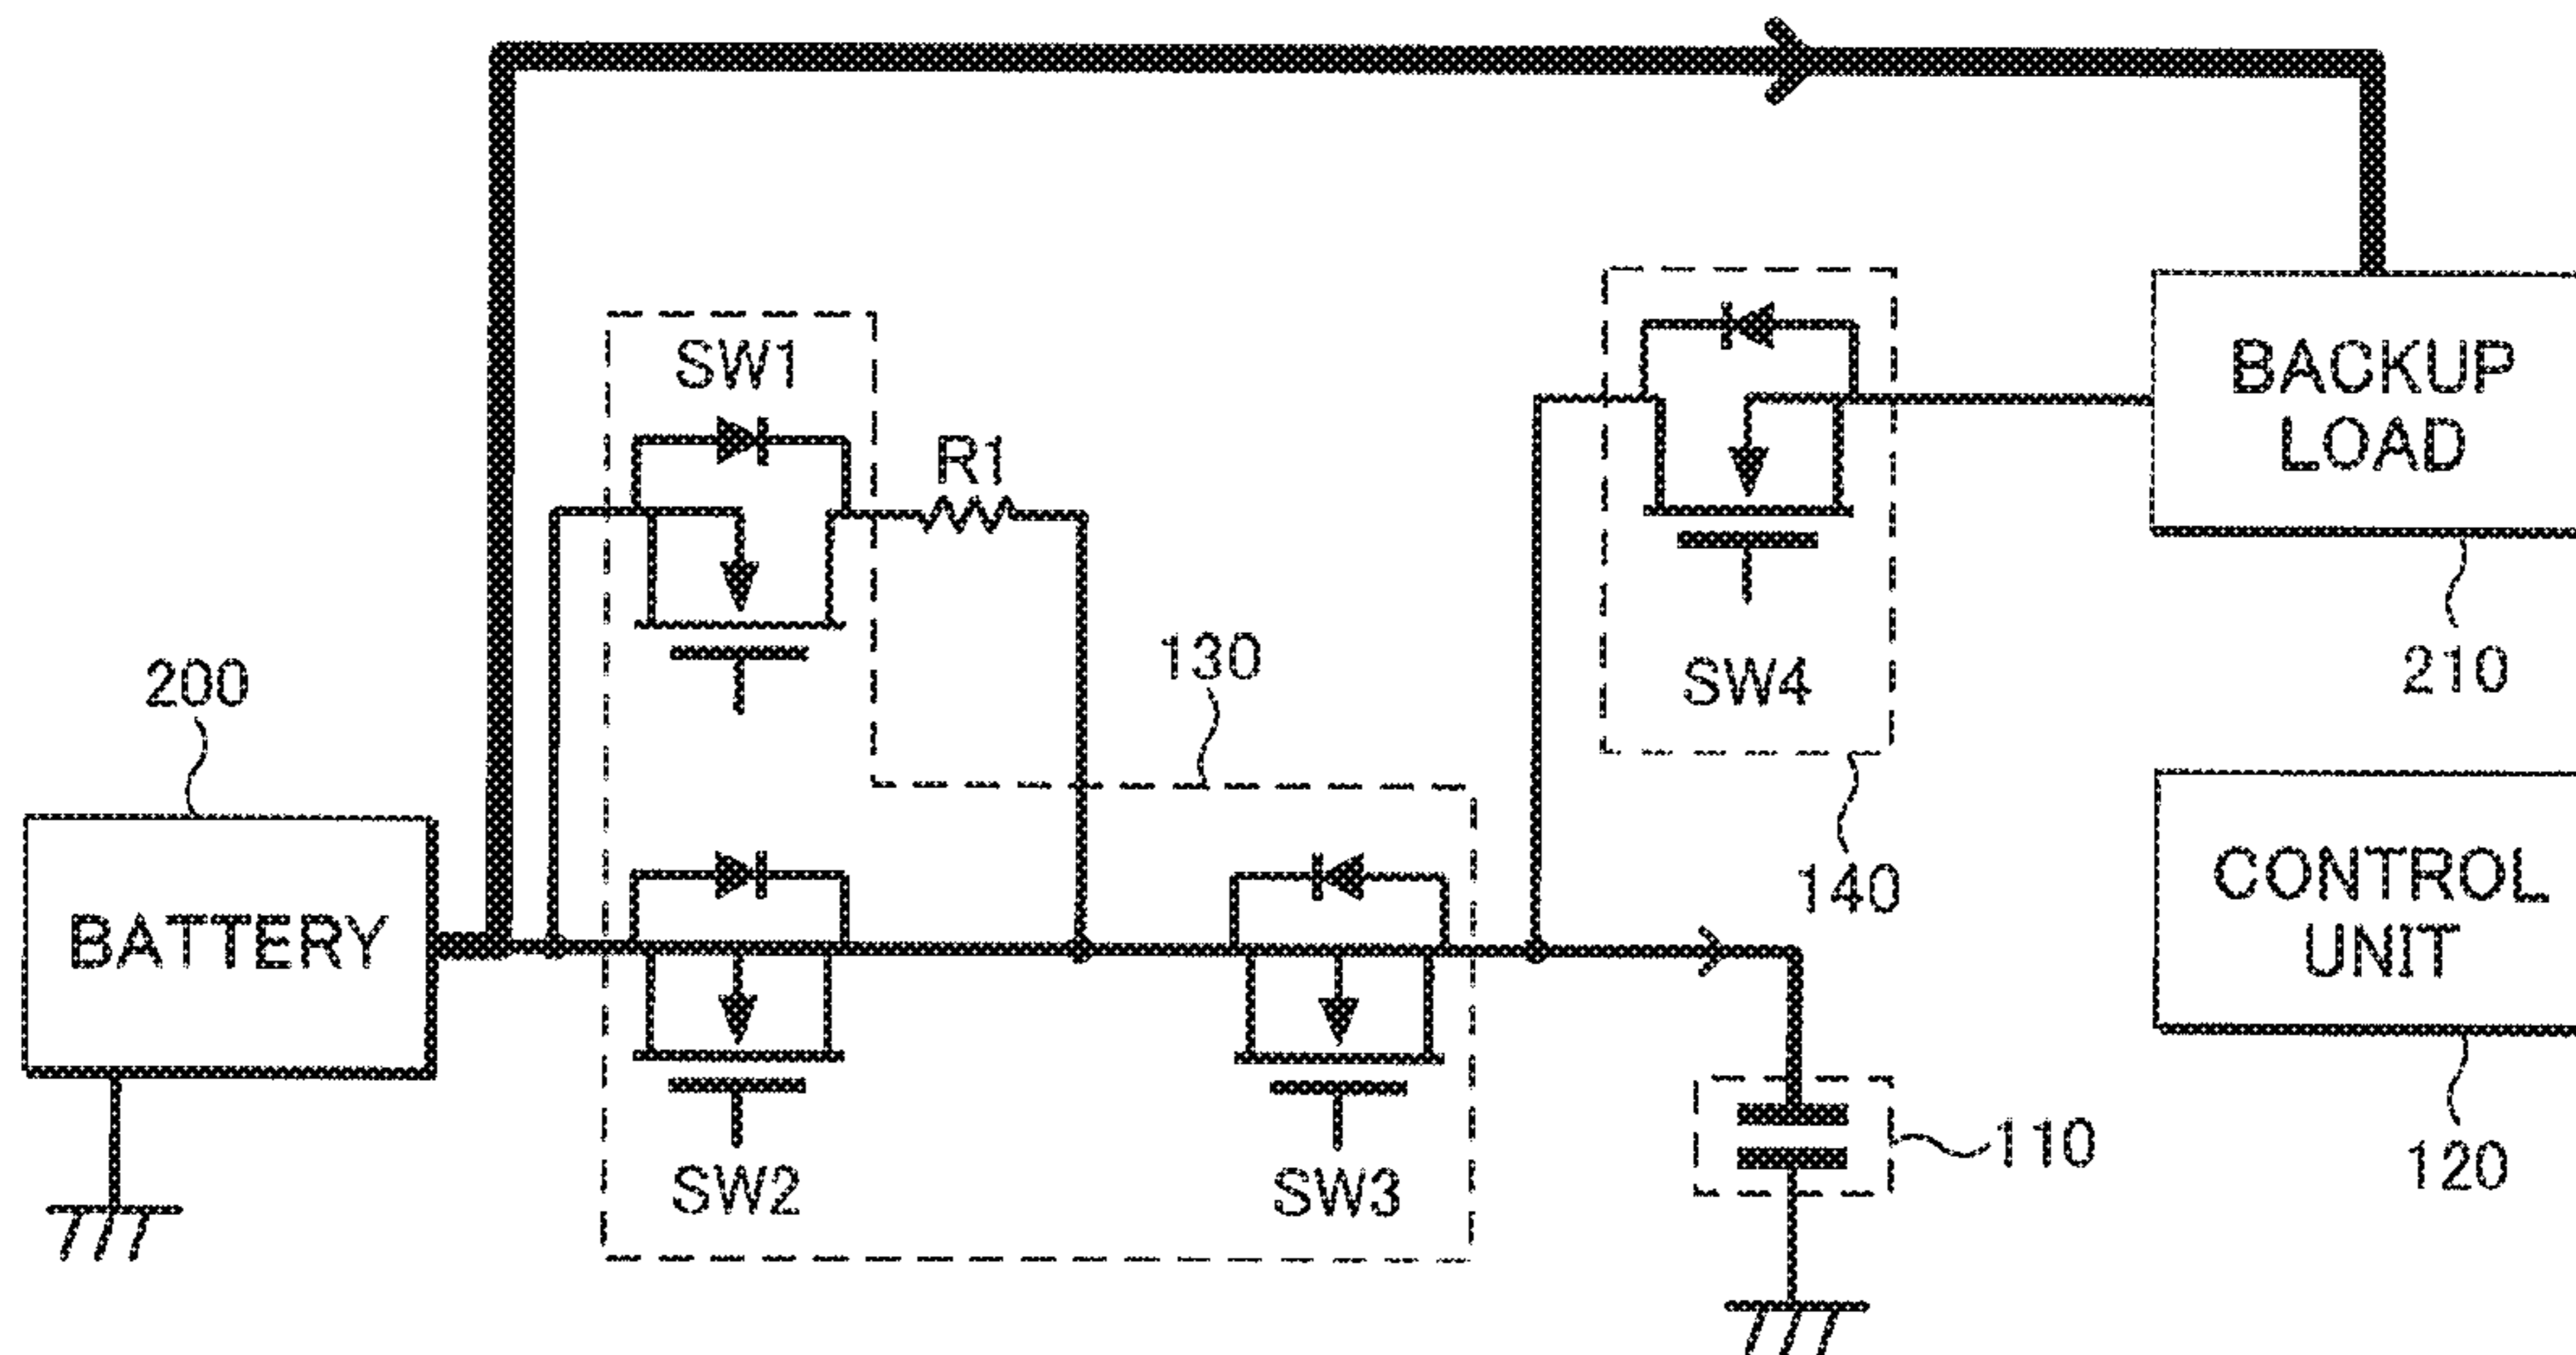 SW1
R1
BACKUP
LOAD
200
130
SW4
210
BATTERY
140
CONTROL
UNIT
SW2
SW3
110
120